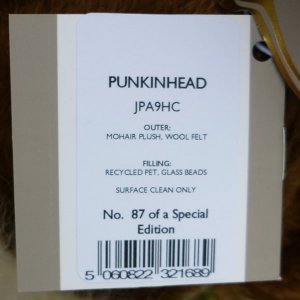 PUNKINHEAD
JPA9HC
OUTER:
MOHAIR PLUSH, WOOL FELT
FILLING:
RECYCLED PET, GLASS BEADS
SURFACE CLEAN ONLY
No. 87 of a Special
Edition
5 060822 321689